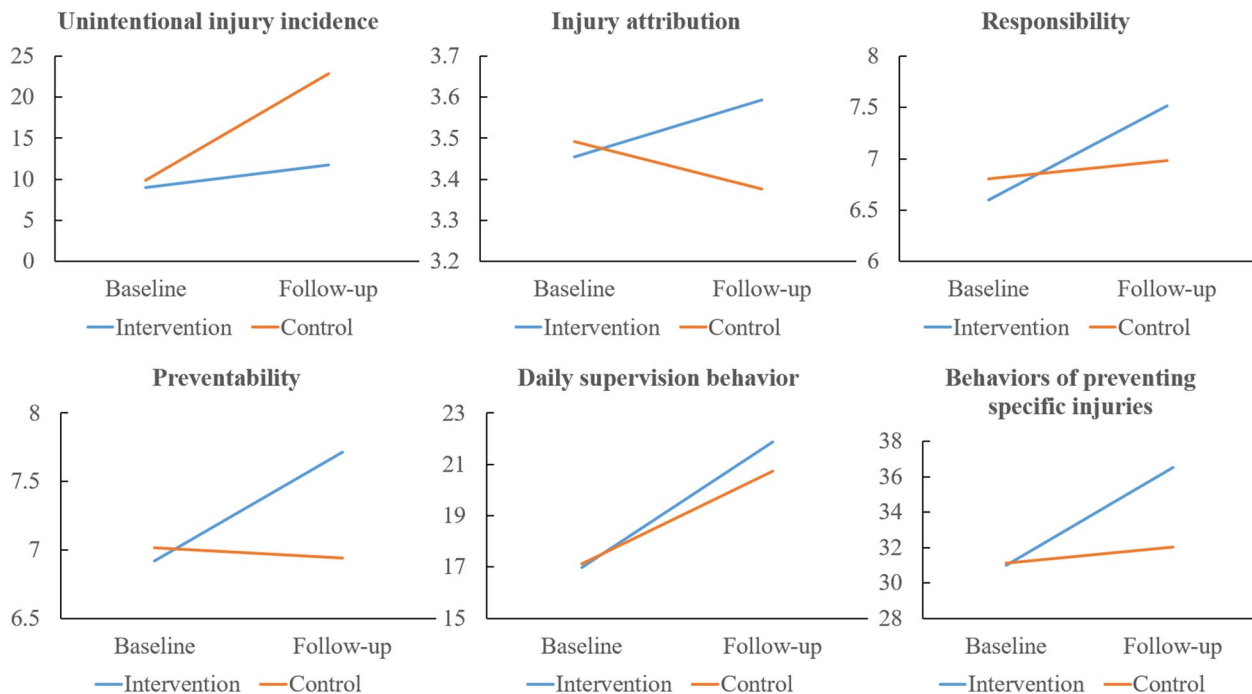 Unintentional injury incidence
25
20
15
10
5
0
Baseline Follow-up
Intervention Control
Injury attribution
3.7
3.6
3.5
3.4
3.3
3.2
Baseline Follow-up
Intervention Control
Responsibility
8
7.5
7
6.5
6
Baseline Follow-up
Intervention Control
Preventability
8
7.5
7
6.5
Baseline Follow-up
Intervention Control
Daily supervision behavior
23
21
19
17
15
Baseline Follow-up
Intervention Control
Behaviors of preventing
specific injuries
38
36
34
32
30
28
Baseline Follow-up
Intervention Control